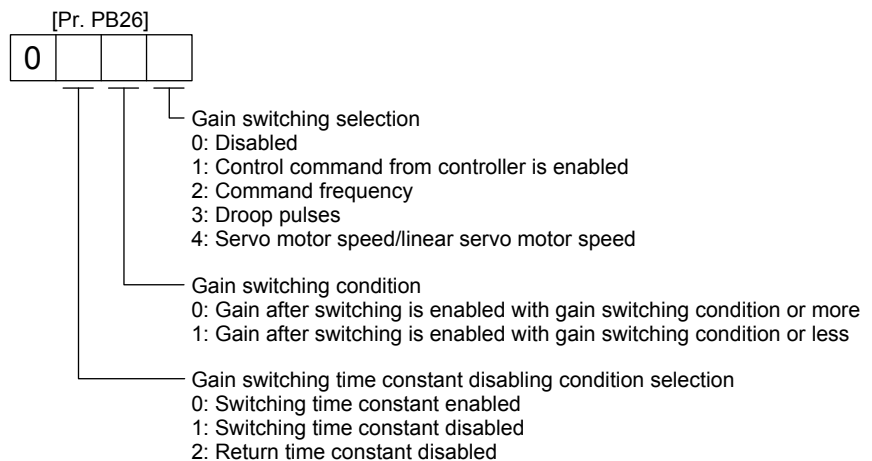 [Pr. PB26]
0
Gain switching selection
0: Disabled
1: Control command from controller is enabled
2: Command frequency
3: Droop pulses
4: Servo motor speed/linear servo motor speed
Gain switching condition
0: Gain after switching is enabled with gain switching condition or more
1: Gain after switching is enabled with gain switching condition or less
Gain switching time constant disabling condition selection
0: Switching time constant enabled
1: Switching time constant disabled
2: Return time constant disabled